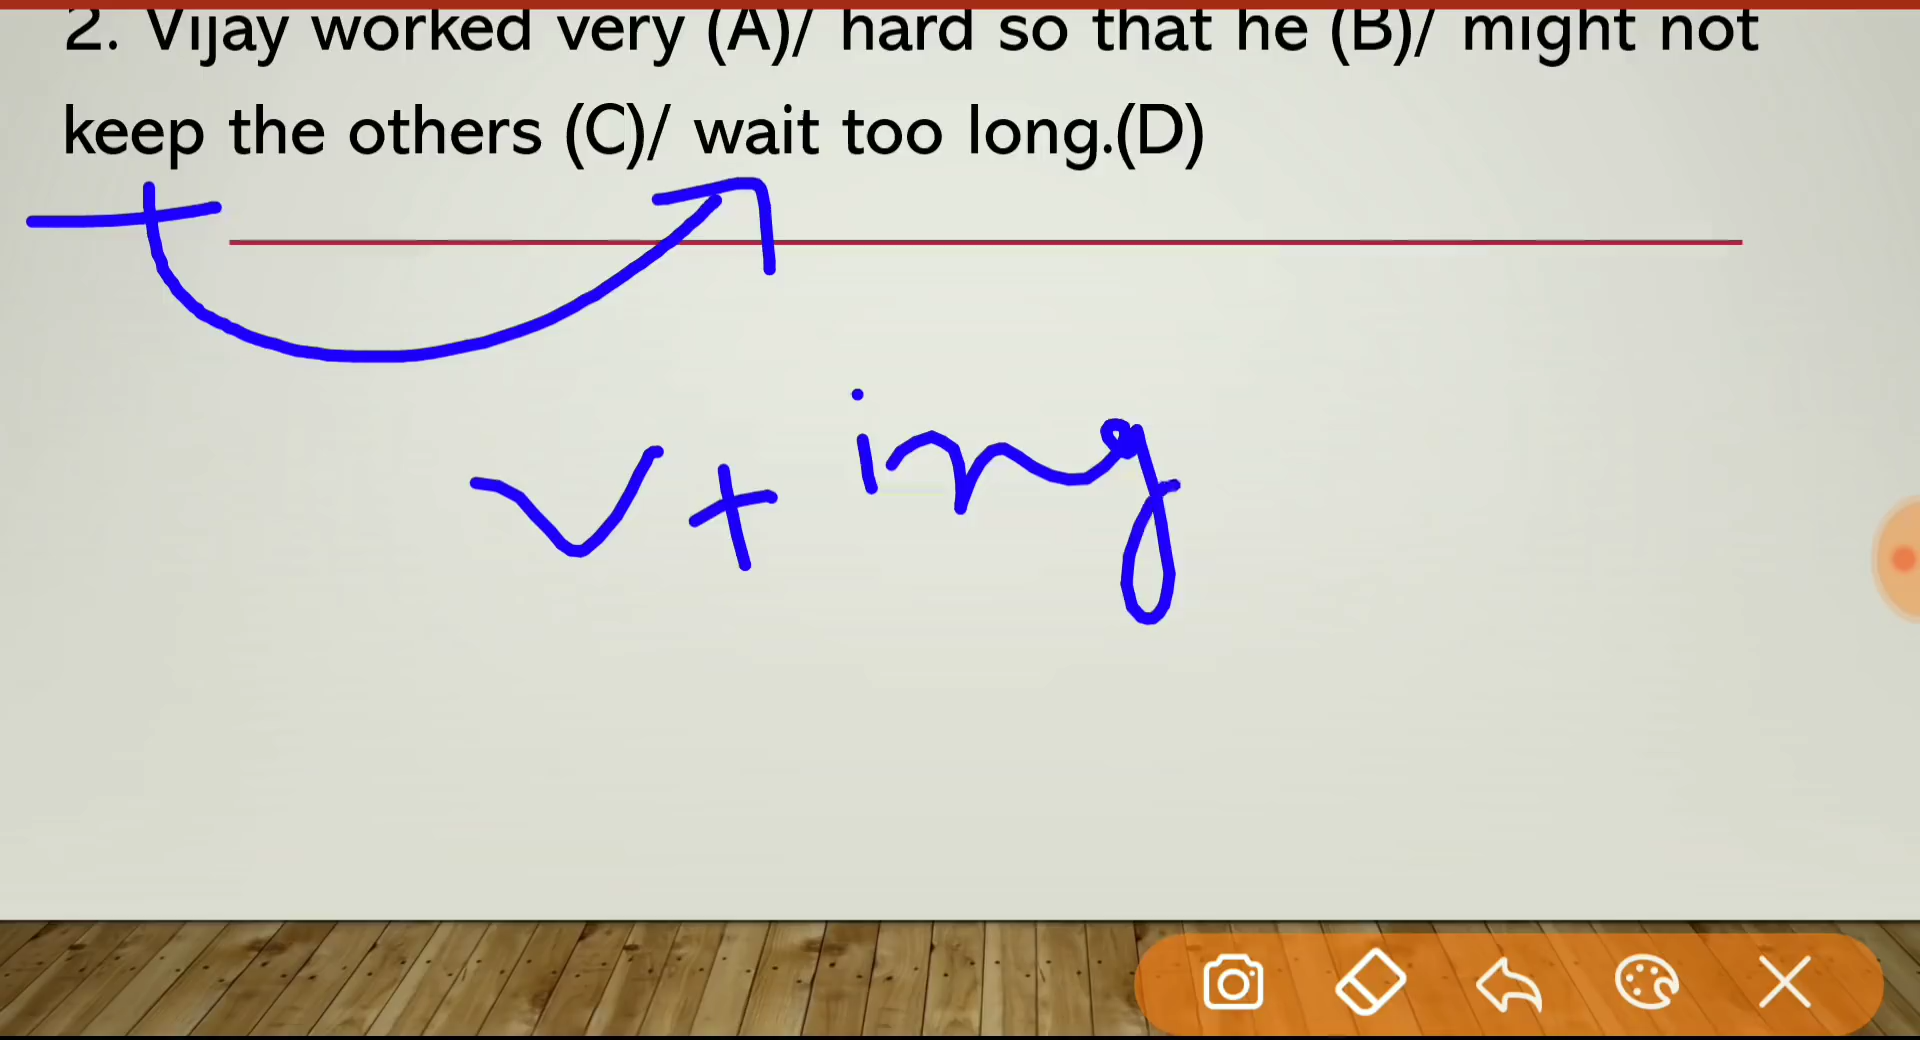 2. Vijay worked very (A)/ hard so that he (B)/ might not
keep the others (C)/ wait too long.(D)
v+ ing